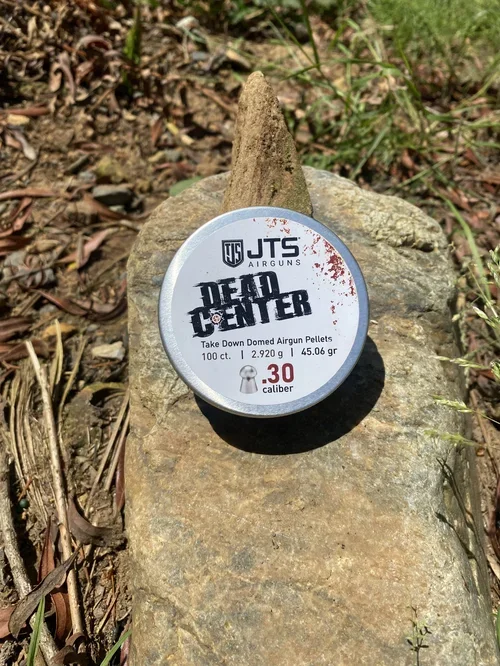 JTS JTS
AIRGUNS
DEAD
CENTER
Take Down Domed Airgun Pellets
100 ct. | 2.920 g | 45.06 gr
.30
caliber